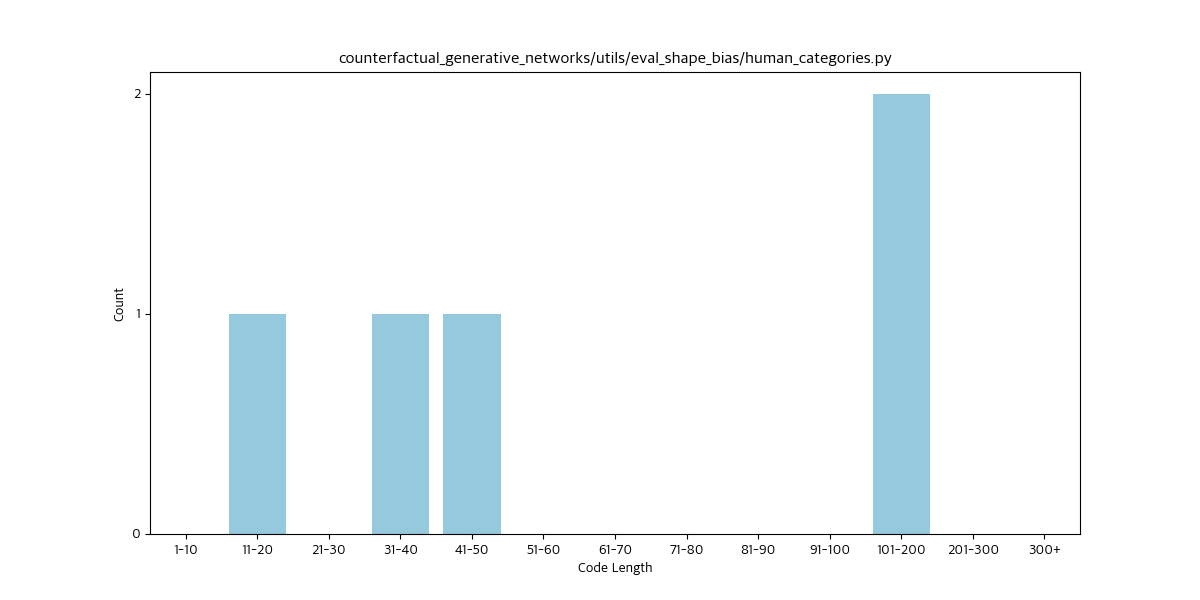 counterfactual_generative_networks/utils/eval_shape_bias/human_categories.py
2
1
0
Count
1-10 11-20 21-30 31-40 41-50 51-60 61-70 71-80 81-90 91-100 101-200 201-300 300+
Code Length